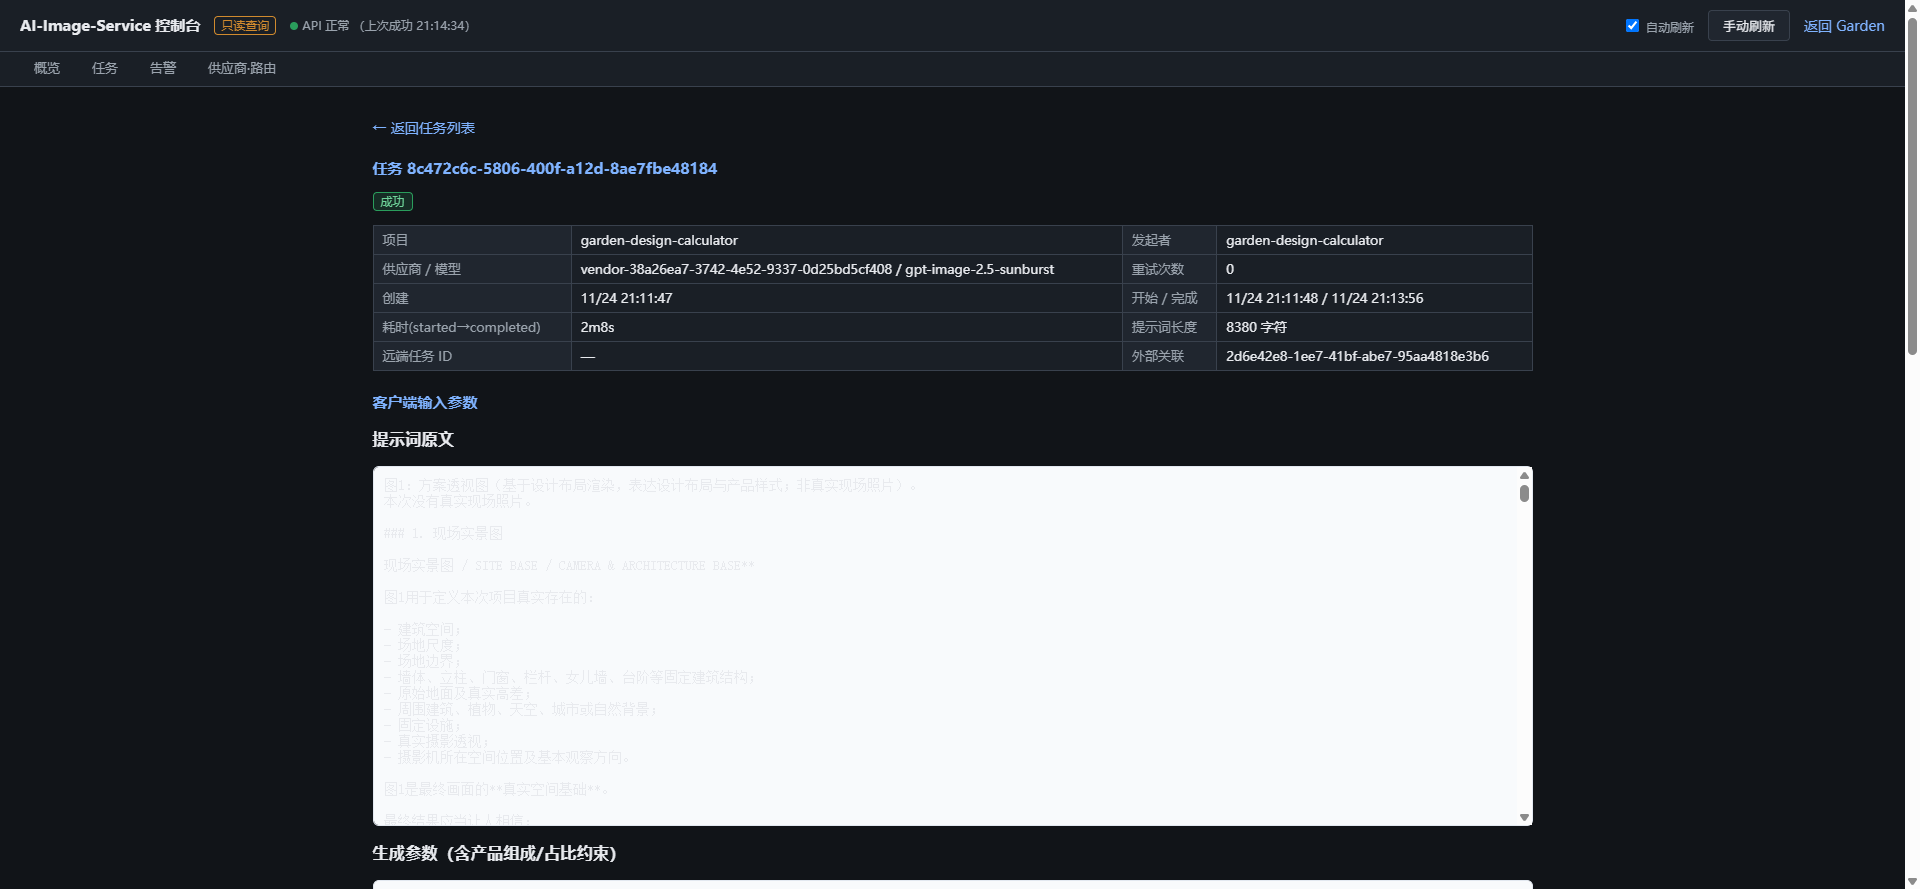 AI-Image-Service 控制台 只读查询 API 正常 (上次成功 21:14:34) 自动刷新 手动刷新 返回 Garden
概览 任务 告警 供应商·路由
← 返回任务列表
任务 8c472c6c-5806-400f-a12d-8ae7fbe48184
成功
项目 garden-design-calculator 发起者 garden-design-calculator
供应商 / 模型 vendor-38a26ea7-3742-4e52-9337-0d25bd5cf408 / gpt-image-2.5-sunburst 重试次数 0
创建 11/24 21:11:47 开始 / 完成 11/24 21:11:48 / 11/24 21:13:56
耗时(started→completed) 2m8s 提示词长度 8380 字符
远端任务 ID — 外部关联 2d6e42e8-1ee7-41bf-abe7-95aa4818e3b6
客户端输入参数
提示词原文
图1：方案透视图（基于设计布局渲染，表达设计布局与产品样式；非真实现场照片）。
本次没有真实现场照片。
### 1. 现场实景图
现场实景图 / SITE BASE / CAMERA & ARCHITECTURE BASE**
图1用于定义本次项目真实存在的：
- 建筑空间；
- 场地尺度；
- 场地边界；
- 墙体、立柱、门窗、栏杆、女儿墙、台阶等固定建筑结构；
- 原始地面及真实高差；
- 周围建筑、植物、天空、城市或自然背景；
- 固定设施；
- 真实摄影透视；
- 摄影机所在空间位置及基本观察方向。
图1是最终画面的**真实空间基础**。
最终结果应当让人相信：
生成参数（含产品组成/占比约束）